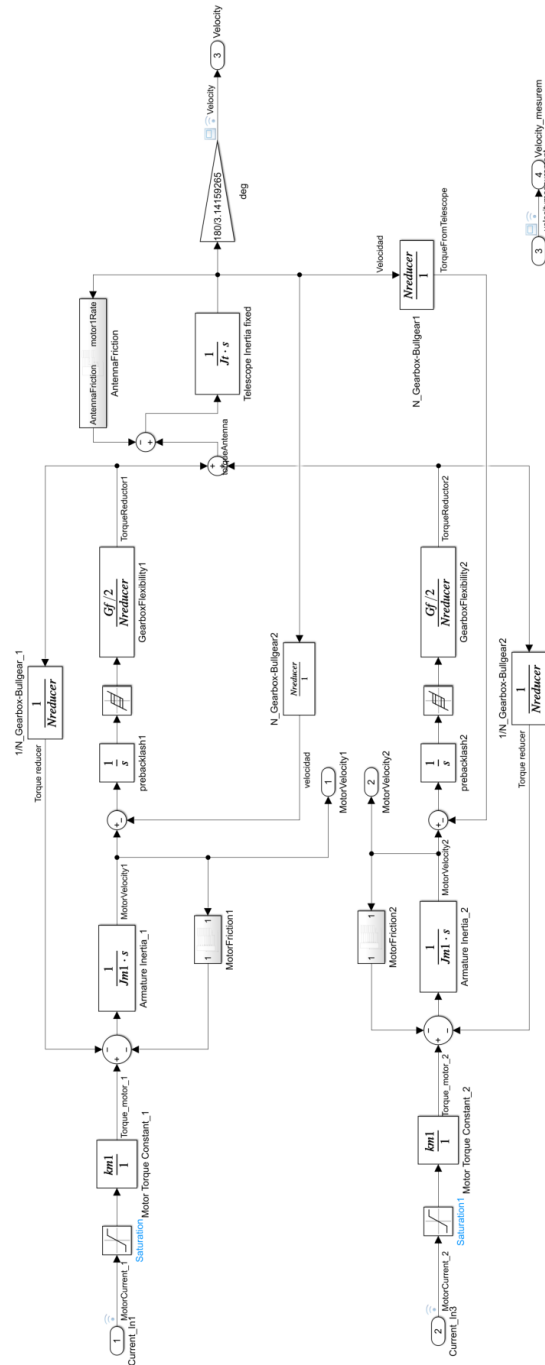 1
Current_In1
MotorCurrent_1
Saturation
km1
1
Motor Torque Constant_1
Torque_motor_1
1
Jm1 · s
Armature Inertia_1
MotorVelocity1
1 1
MotorFriction1
1
MotorVelocity1
1
s
prebacklash1
Gf/2
Nreducer
GearboxFlexibility1
TorqueReductor1
1/N_Gearbox-Bullgear_1
1
Nreducer
Torque reducer
velocidad
Nreducer
1
N_Gearbox-Bullgear2
AntennaFriction motor1Rate
AntennaFriction
1
Jt · s
Telescope Inertia fixed
180/3.14159265
deg
Velocity
3
Velocity
Velocidad
Nreducer
1
N_Gearbox-Bullgear1
TorqueFromTelescope
2
Current_In3
MotorCurrent_2
Saturation1
km1
1
Motor Torque Constant_2
Torque_motor_2
1
Jm1 · s
Armature Inertia_2
MotorVelocity2
1 1
MotorFriction2
2
MotorVelocity2
1
s
prebacklash2
Gf/2
Nreducer
GearboxFlexibility2
TorqueReductor2
1/N_Gearbox-Bullgear2
1
Nreducer
Torque reducer
3
4
Velocity_mesurem